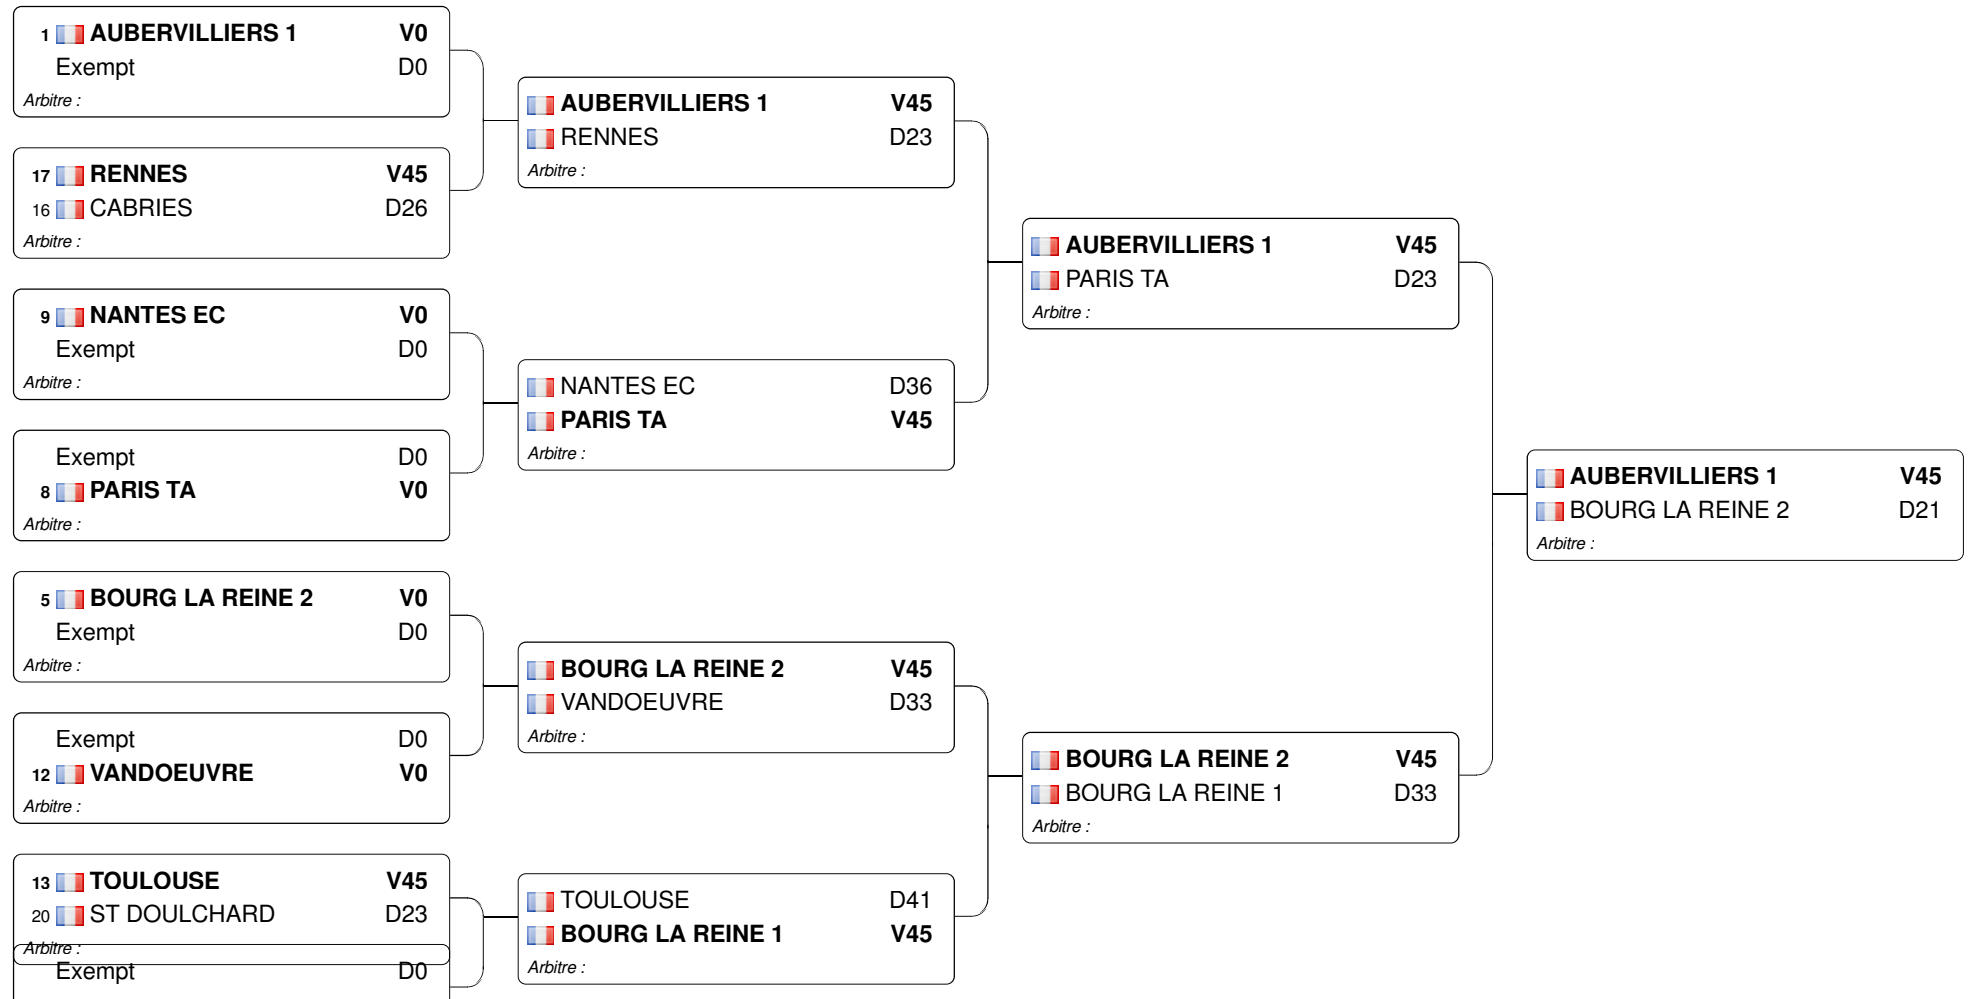 1 AUBERVILLIERS 1 V0
Exempt D0
Arbitre :
17 RENNES V45
16 CABRIES D26
Arbitre :
9 NANTES EC V0
Exempt D0
Arbitre :
Exempt D0
8 PARIS TA V0
Arbitre :
5 BOURG LA REINE 2 V0
Exempt D0
Arbitre :
Exempt D0
12 VANDOEUVRE V0
Arbitre :
13 TOULOUSE V45
20 ST DOULCHARD D23
Arbitre :
Exempt D0
AUBERVILLIERS 1 V45
RENNES D23
Arbitre :
NANTES EC D36
PARIS TA V45
Arbitre :
BOURG LA REINE 2 V45
VANDOEUVRE D33
Arbitre :
TOULOUSE D41
BOURG LA REINE 1 V45
Arbitre :
AUBERVILLIERS 1 V45
PARIS TA D23
Arbitre :
BOURG LA REINE 2 V45
BOURG LA REINE 1 D33
Arbitre :
AUBERVILLIERS 1 V45
BOURG LA REINE 2 D21
Arbitre :